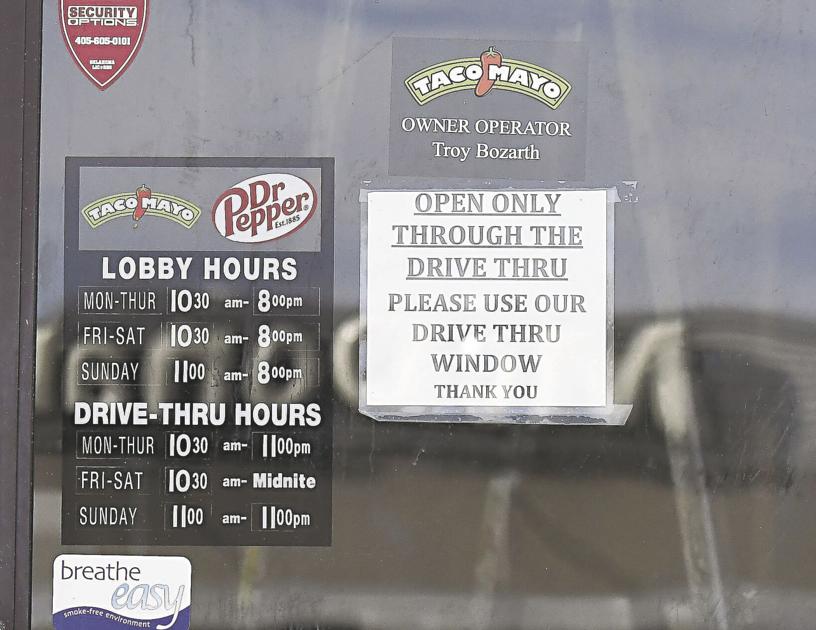 SECURITY
OPTIONS
405-605-0101
OKLAHOMA
TACO MAYO
OWNER OPERATOR
Troy Bozarth
TACO MAYO
Dr
Pepper
Est.1885
LOBBY HOURS
MON-THUR 1030 am- 800pm
FRI-SAT 1030 am- 800pm
SUNDAY 1100 am- 800pm
DRIVE-THRU HOURS
MON-THUR 1030 am- 1100pm
FRI-SAT 1030 am- Midnite
SUNDAY 1100 am- 1100pm
OPEN ONLY
THROUGH THE
DRIVE THRU
PLEASE USE OUR
DRIVE THRU
WINDOW
THANK YOU
breathe
easy
smoke-free environment